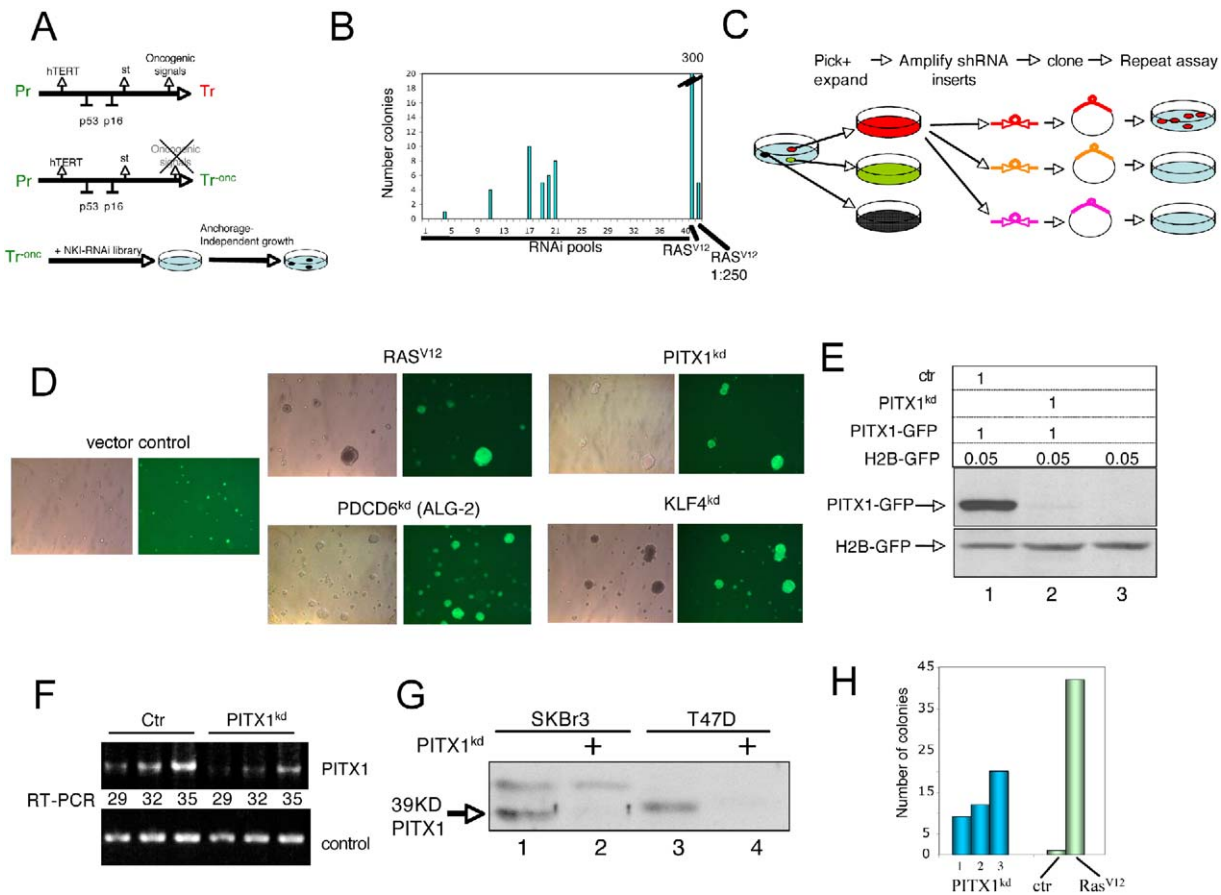 A
hTERT
st
Oncogenic
signals
Pr
Tr
p53 p16
hTERT
st
Oncogenic
signals
Pr
Tr-onc
p53 p16
Tr-onc
+ NKI-RNAi library
Anchorage-
Independent growth
B
300
Number colonies
20
18
16
14
12
10
8
6
4
2
0
1 5 9 13 17 21 25 29 32 36 40
RNAi pools
RASV12
RASV12
1:250
C
Pick+
expand
Amplify shRNA
inserts
clone
Repeat assay
D
vector control
RASV12
PITX1kd
PDCD6kd (ALG-2)
KLF4kd
E
ctr 1
PITX1kd 1
PITX1-GFP 1 1
H2B-GFP 0.05 0.05 0.05
PITX1-GFP
H2B-GFP
1 2 3
F
Ctr PITX1kd
PITX1
RT-PCR 29 32 35 29 32 35
control
G
SKBr3 T47D
PITX1kd + +
39KD
PITX1
1 2 3 4
H
Number of colonies
45
30
15
0
1 2 3
PITX1kd
ctr
RasV12